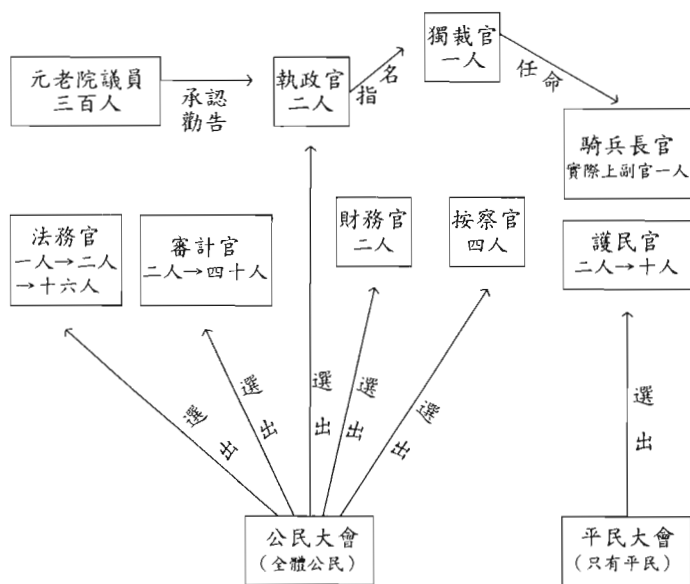 獨裁官
一人
元老院議員
三百人
承認
勸告
執政官
二人
指名
任命
騎兵長官
實際上副官一人
法務官
一人→二人
→十六人
審計官
二人→四十人
財務官
二人
按察官
四人
護民官
二人→十人
選出
選出
選出
選出
選出
選出
公民大會
(全體公民)
平民大會
(只有平民)